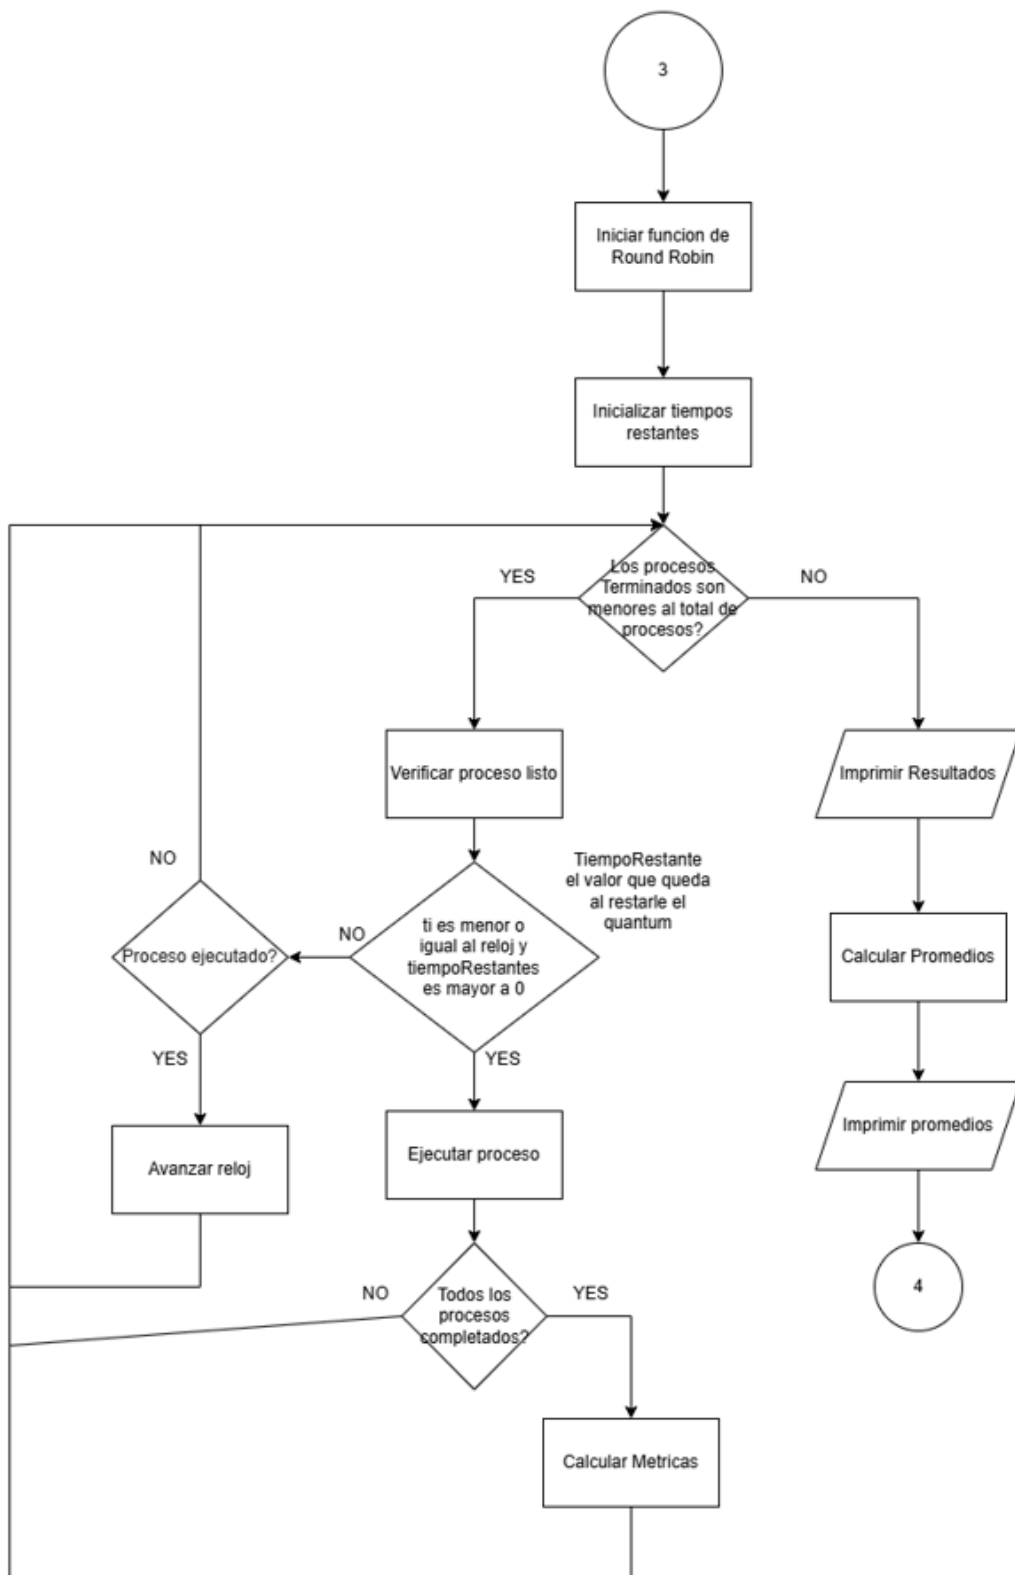 3
Iniciar funcion de
Round Robin
Inicializar tiempos
restantes
YES
Los procesos
Terminados son
menores al total de
procesos?
NO
Verificar proceso listo
Imprimir Resultados
NO
TiempoRestante
el valor que queda
al restarle el
quantum
Proceso ejecutado?
NO
ti es menor o
igual al reloj y
tiempoRestantes
es mayor a 0
Calcular Promedios
YES
YES
Avanzar reloj
Ejecutar proceso
Imprimir promedios
NO
Todos los
procesos
completados?
YES
4
Calcular Metricas